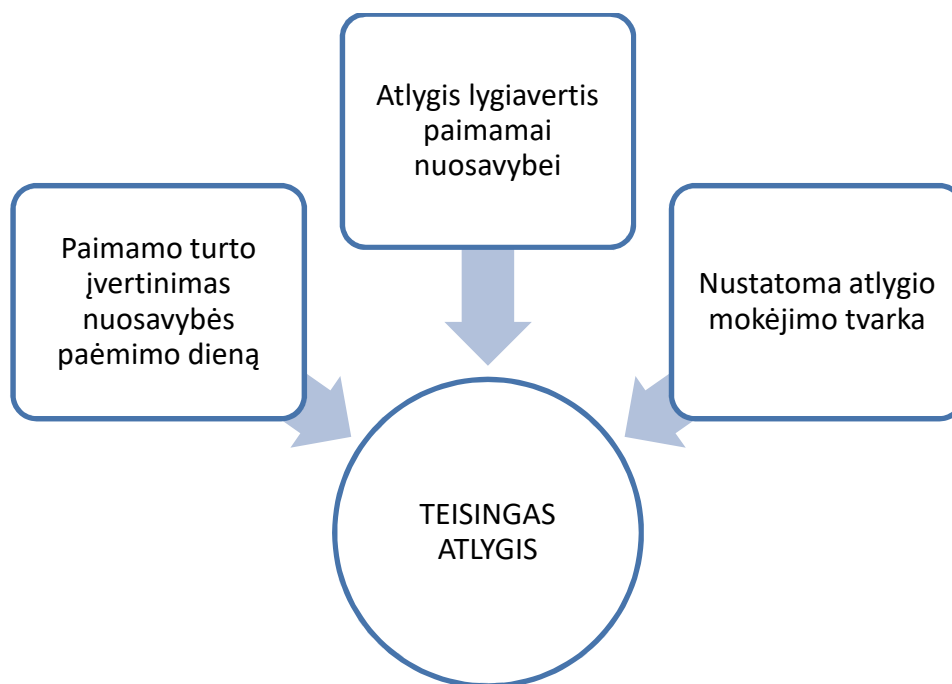 Atlygis lygiavertis
paimamai
nuosavybei
Paimamo turto
įvertinimas
nuosavybės
paėmimo dieną
Nustatoma atlygio
mokėjimo tvarka
TEISINGAS
ATLYGIS